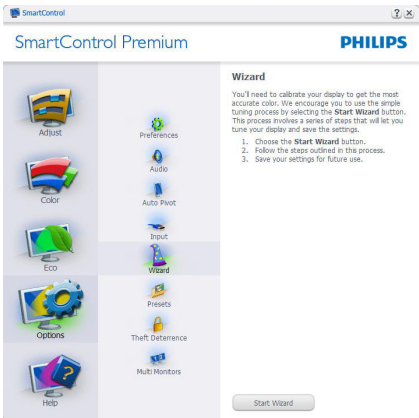 SmartControl
SmartControl Premium
PHILIPS
Adjust
Color
Eco
Options
Help
Preferences
Audio
Auto Pivot
Input
Wizard
Presets
Theft Deterrence
Multi Monitors
Wizard
You'll need to calibrate your display to get the most
accurate color. We encourage you to use the simple
tuning process by selecting the Start Wizard button.
This process involves a series of steps that will let you
tune your display and save the settings.
1. Choose the Start Wizard button.
2. Follow the steps outlined in this process.
3. Save your settings for future use.
Start Wizard